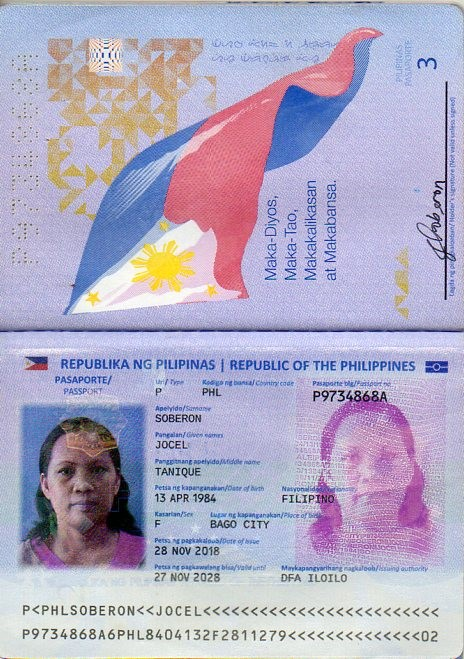 PILIPINAS
PASAPORTE
3
Maka-Diyos,
Maka-Tao,
Makakalikasan
at Makabansa.
REPUBLIKA NG PILIPINAS | REPUBLIC OF THE PHILIPPINES
PASAPORTE/
PASSPORT
Uri/ Type Kodigo ng bansa/ Country code Pasaporte blg/Passport no
P PHL P9734868A
Apelyido/Surname
SOBERON
Pangalan/Given names
JOCEL
Panggitnang apelyido/Middle name
TANIQUE
Petsa ng kapanganakan/Date of birth
13 APR 1984 FILIPINO
Kasarian/Sex Lugar ng kapanganakan/Place of birth
F BAGO CITY
Petsa ng pagkakaloob/Date of issue
28 NOV 2018
Petsa ng pagkawalang bisa/Valid until Maykapangyarihang nagkaloob/Issuing authority
27 NOV 2028 DFA ILOILO
P<PHLSOBERON<<JOCEL<<<<<<<<<<<<<<<<<<<<<<<<<
P9734868A6PHL8404132F2811279<<<<<<<<<<<<<<02